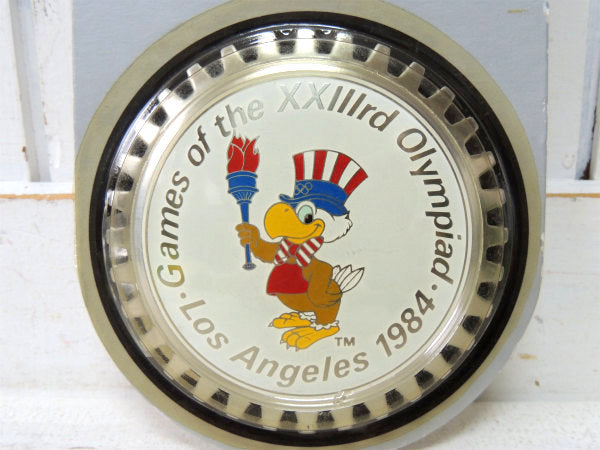 Games of the XXIIIrd Olympiad
Los Angeles 1984
TM